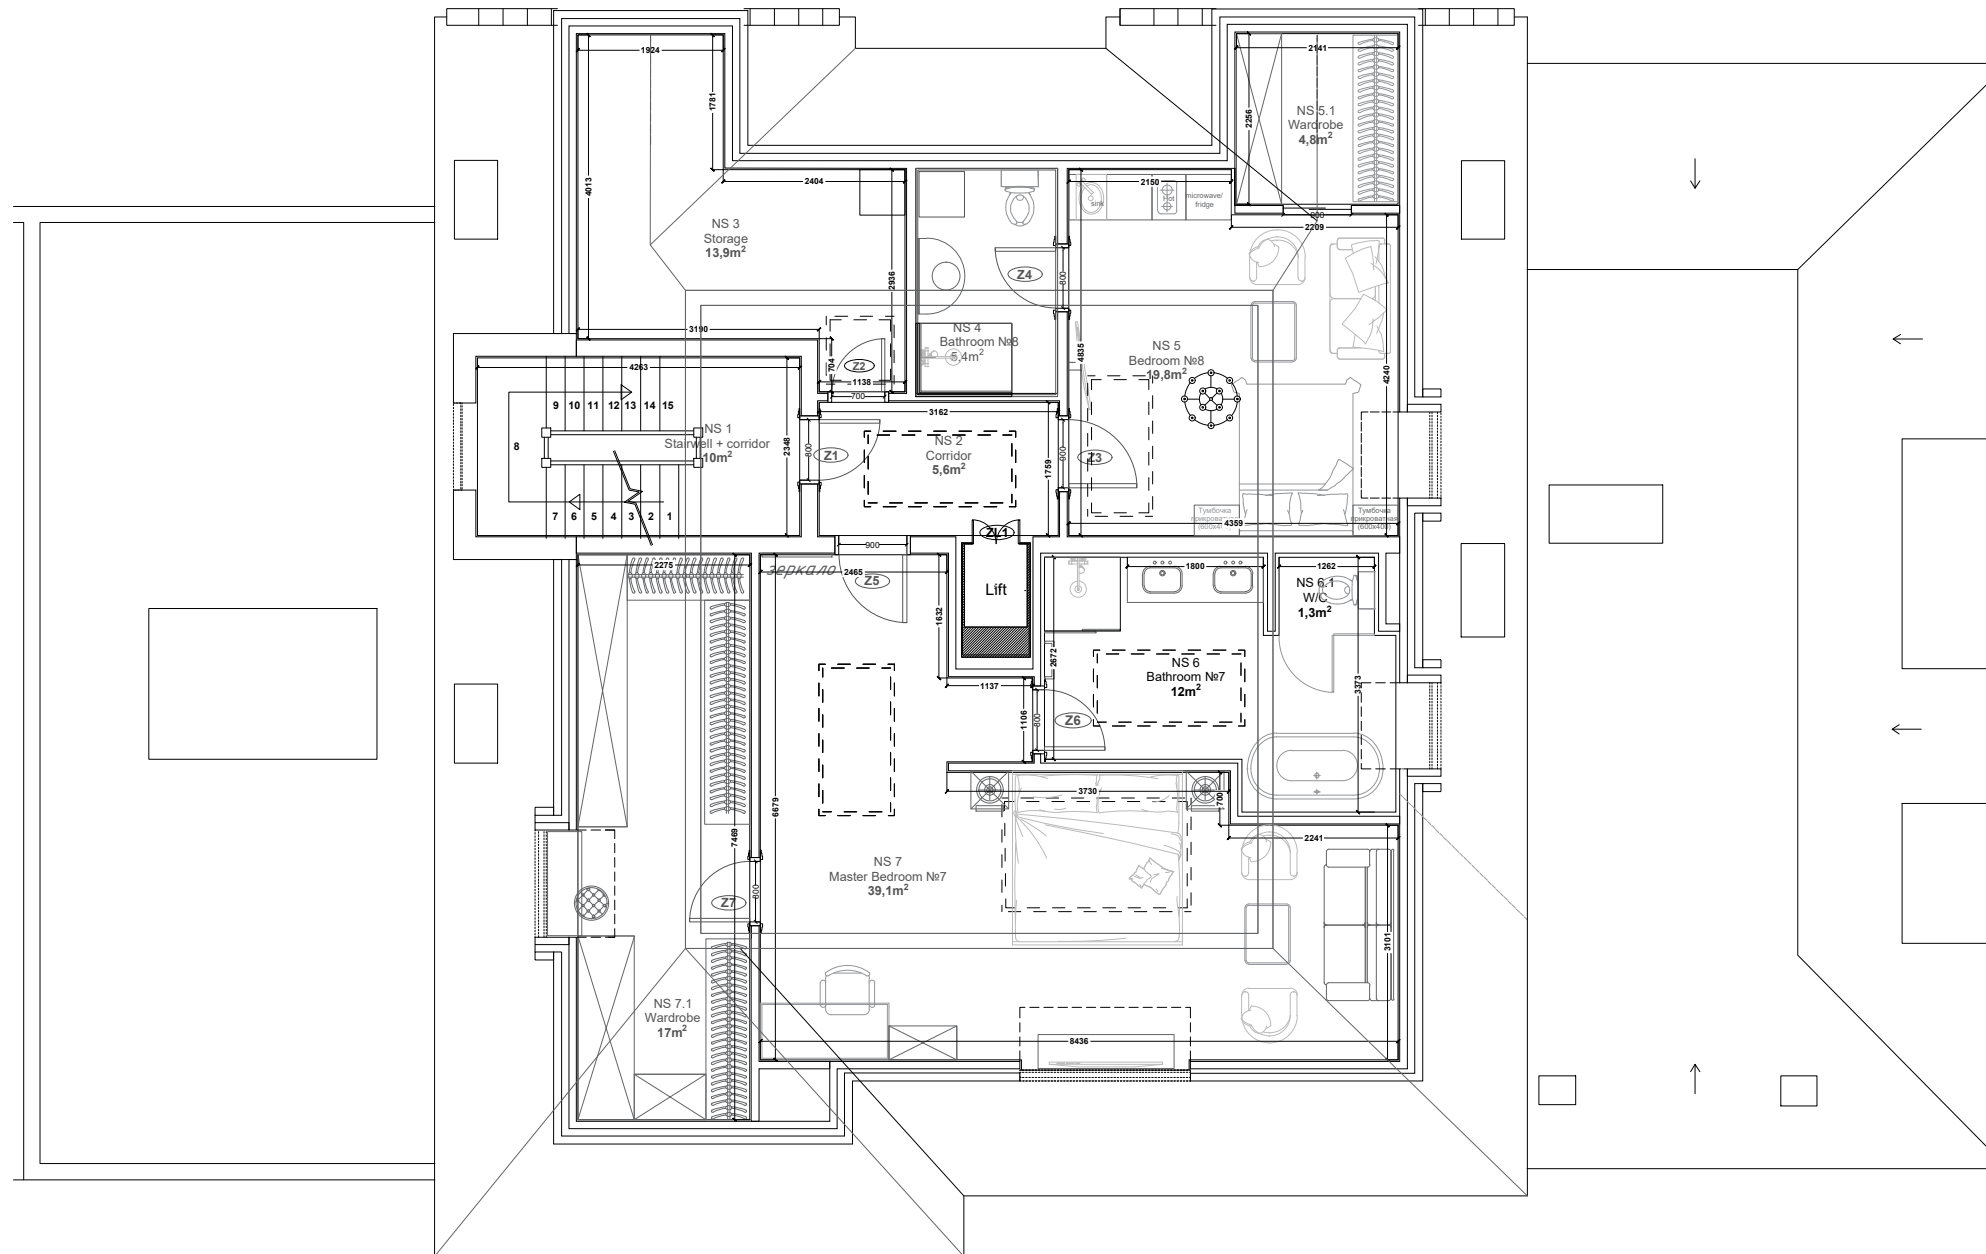 1924
2141
1781
2256
NS 5.1
Wardrobe
4,8m²
4013
2404
2150
sink
Hot
microwave/
fridge
800
2209
NS 3
Storage
13,9m²
2936
Z4
800
3190
NS 4
Bathroom №8
5,4m²
4835
NS 5
Bedroom №8
19,8m²
4240
704
Z2
1138
700
4263
9 10 11 12 13 14 15
8
7 6 5 4 3 2 1
NS 1
Stairwell + corridor
10m²
2348
800
Z1
3162
NS 2
Corridor
5,6m²
1759
900
Z3
Тумбочка
Тумбочка
прикроватная
(600х400)
4359
900
ZL1
2275
зеркало
2465
Z5
1632
Lift
1800
1262
NS 6.1
W/C
1,3m²
2672
NS 6
Bathroom №7
12m²
3373
1137
1106
800
Z6
6679
7469
3730
700
2241
NS 7
Master Bedroom №7
39,1m²
800
Z7
3101
NS 7.1
Wardrobe
17m²
8436